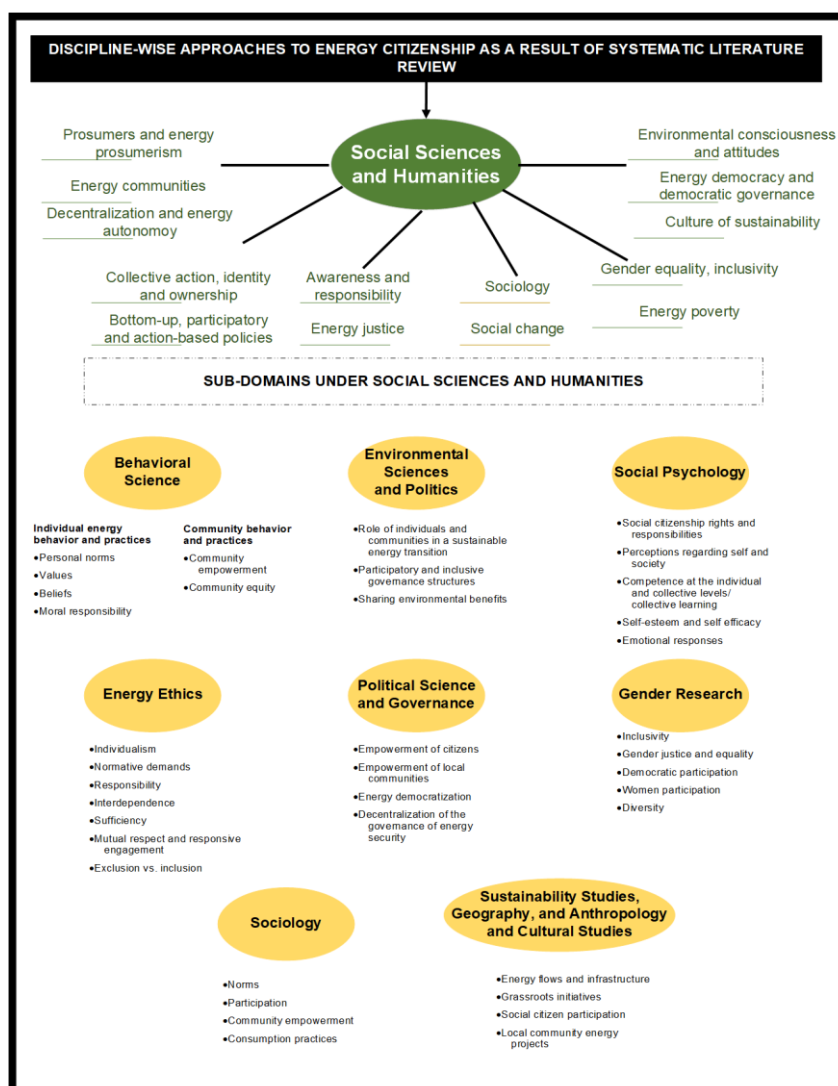 DISCIPLINE-WISE APPROACHES TO ENERGY CITIZENSHIP AS A RESULT OF SYSTEMATIC LITERATURE
REVIEW
Social Sciences
and Humanities
Prosumers and energy
prosumerism
Energy communities
Decentralization and energy
autonomoy
Environmental consciousness
and attitudes
Energy democracy and
democratic governance
Culture of sustainability
Collective action, identity
and ownership
Bottom-up, participatory
and action-based policies
Awareness and
responsibility
Energy justice
Sociology
Social change
Gender equality, inclusivity
Energy poverty
SUB-DOMAINS UNDER SOCIAL SCIENCES AND HUMANITIES
Behavioral
Science
Individual energy
behavior and practices
•Personal norms
•Values
•Beliefs
•Moral responsibility
Community behavior
and practices
•Community
empowerment
•Community equity
Environmental
Sciences
and Politics
•Role of individuals and
communities in a sustainable
energy transition
•Participatory and inclusive
governance structures
•Sharing environmental benefits
Social Psychology
•Social citizenship rights and
responsibilities
•Perceptions regarding self and
society
•Competence at the individual
and collective levels/
collective learning
•Self-esteem and self efficacy
•Emotional responses
Energy Ethics
•Individualism
•Normative demands
•Responsibility
•Interdependence
•Sufficiency
•Mutual respect and responsive
engagement
•Exclusion vs. inclusion
Political Science
and Governance
•Empowerment of citizens
•Empowerment of local
communities
•Energy democratization
•Decentralization of the
governance of energy
security
Gender Research
•Inclusivity
•Gender justice and equality
•Democratic participation
•Women participation
•Diversity
Sociology
•Norms
•Participation
•Community empowerment
•Consumption practices
Sustainability Studies,
Geography, and Anthropology
and Cultural Studies
•Energy flows and infrastructure
•Grassroots initiatives
•Social citizen participation
•Local community energy
projects